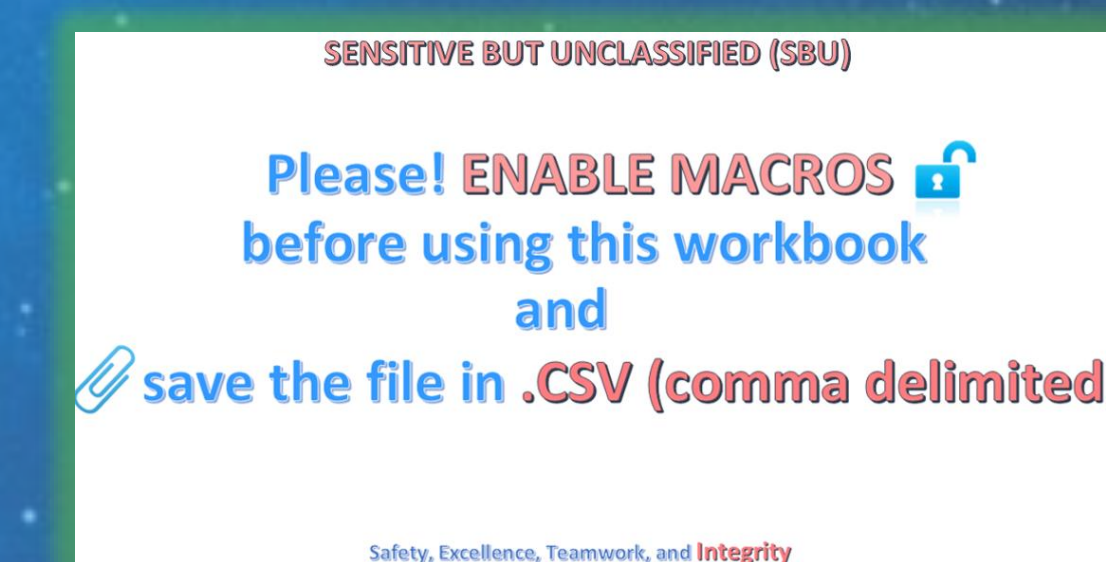 SENSITIVE BUT UNCLASSIFIED (SBU)
Please! ENABLE MACROS
before using this workbook
and
save the file in .CSV (comma delimited
Safety, Excellence, Teamwork, and Integrity